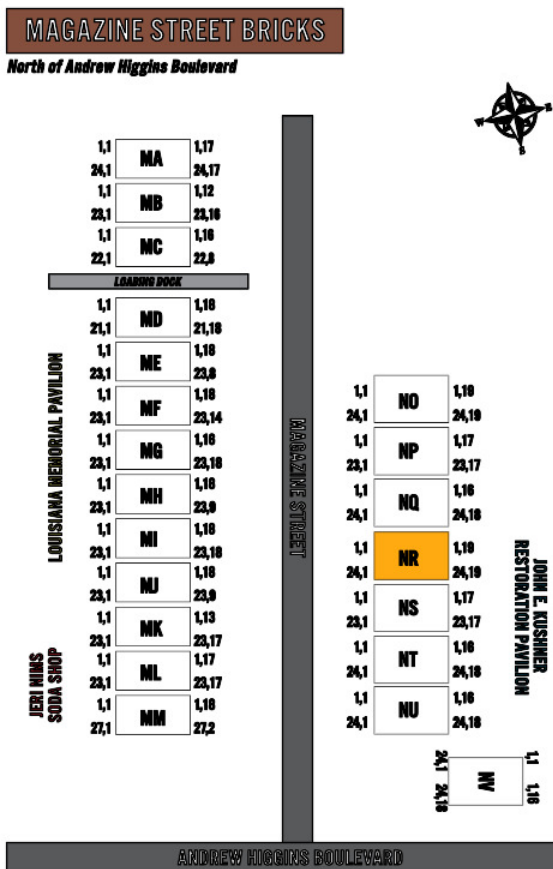 MAGAZINE STREET BRICKS
North of Andrew Higgins Boulevard
N
W
E
S
1,1 MA 1,17
24,1 24,17
1,1 MB 1,12
23,1 23,16
1,1 MC 1,16
22,1 22,8
LOADING DOCK
1,1 MD 1,18
21,1 21,18
1,1 ME 1,18
23,1 23,8
1,1 MF 1,18
23,1 23,14
1,1 MG 1,16
23,1 23,18
1,1 MH 1,18
23,1 23,9
1,1 MI 1,18
23,1 23,18
1,1 MJ 1,18
23,1 23,9
1,1 MK 1,13
23,1 23,17
1,1 ML 1,17
23,1 23,17
1,1 MM 1,18
27,1 27,2
LOUISIANA MEMORIAL PAVILION
JERI NIMS
SODA SHOP
MAGAZINE STREET
1,1 NO 1,19
24,1 24,19
1,1 NP 1,17
23,1 23,17
1,1 NQ 1,16
24,1 24,18
1,1 NR 1,19
24,1 24,19
1,1 NS 1,17
23,1 23,17
1,1 NT 1,16
24,1 24,18
1,1 NU 1,16
24,1 24,18
JOHN E. KUSHNER
RESTORATION PAVILION
24,1 NV 1,1
24,18 1,18
ANDREW HIGGINS BOULEVARD